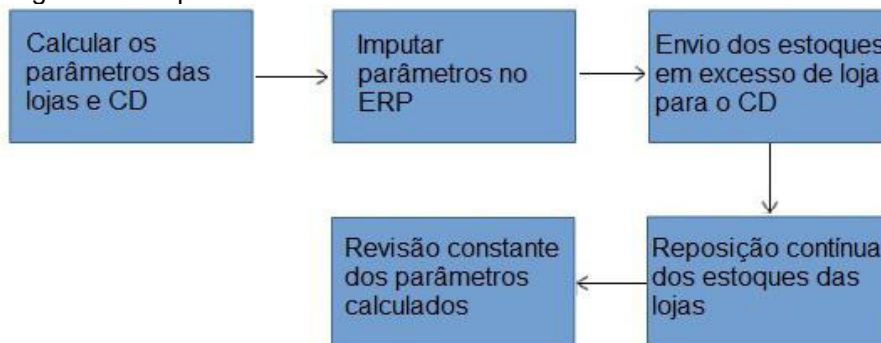 Calcular os
parâmetros das
lojas e CD
Imputar
parâmetros no
ERP
Envio dos estoques
em excesso de loja
para o CD
Reposição contínua
dos estoques das
lojas
Revisão constante
dos parâmetros
calculados